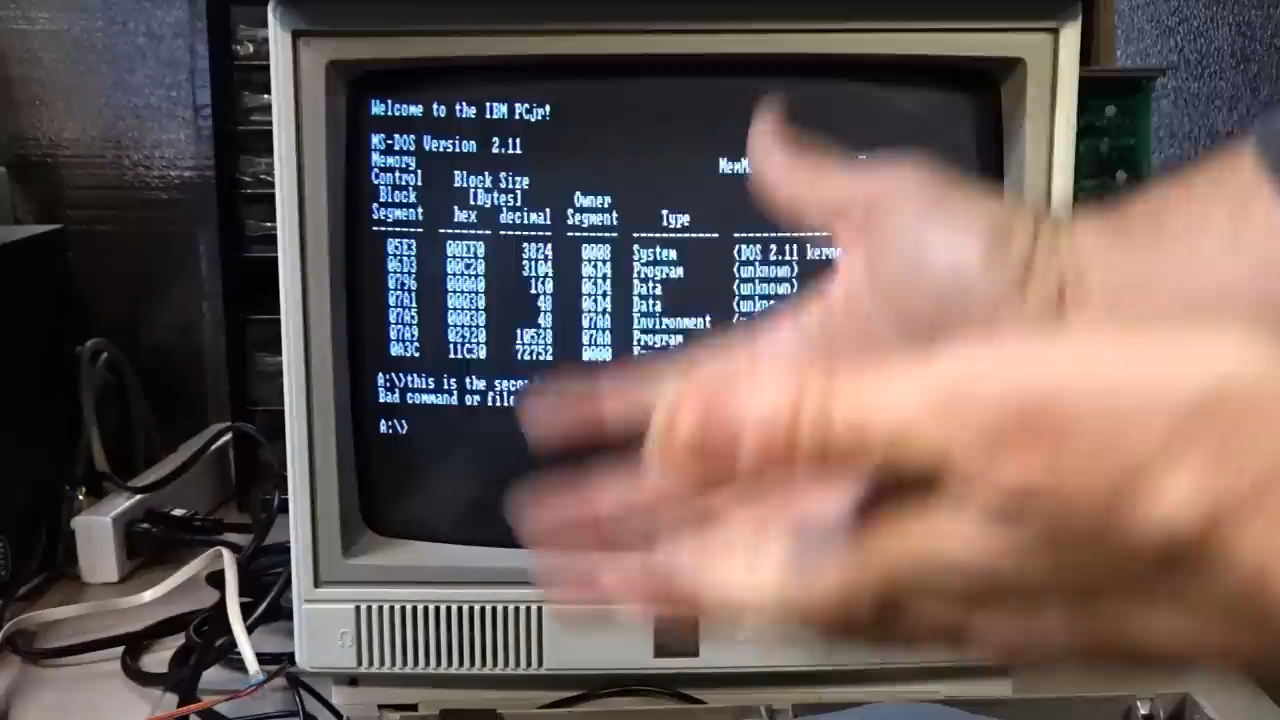 Welcome to the IBM PCjr!
MS-DOS Version 2.11
Memory
Control Block Size
Block [Bytes] Owner
Segment hex decimal Segment Type
05E3 00EF0 3824 0008 System (DOS 2.11
06D3 00C20 3104 06D4 Program (unknown)
0796 000A0 160 06D4 Data (unknown)
07A1 00030 48 06D4 Data
07A5 00030 48 07AA Environment
07A9 02920 10528 07AA Program
0A3C 11C30 72752 0000
A:\>this is the
Bad command or
A:\>